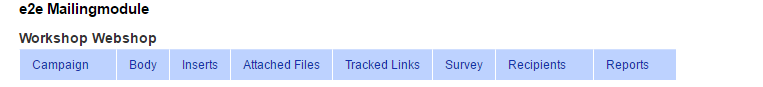 e2e Mailingmodule
Workshop Webshop
Campaign Body Inserts Attached Files Tracked Links Survey Recipients Reports